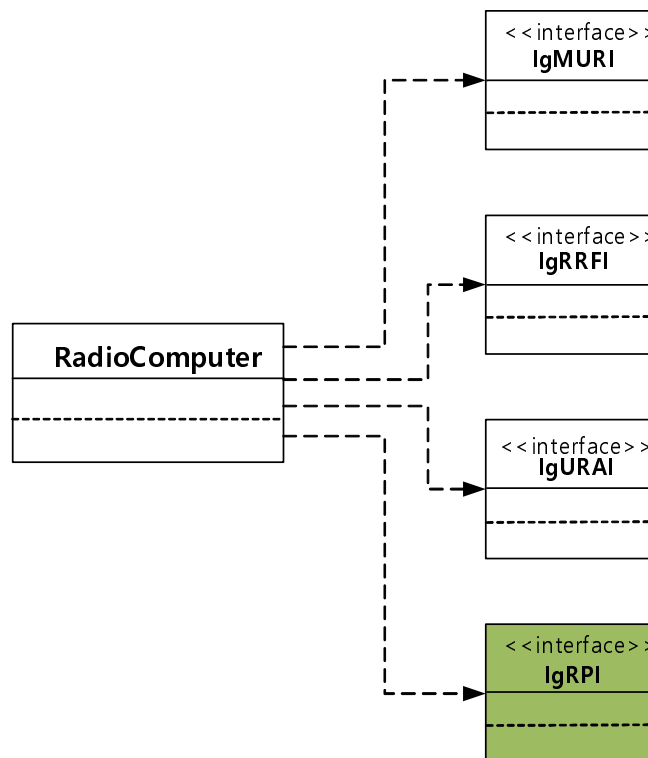 <<interface>>
IgMURI
<<interface>>
IgRRFI
RadioComputer
<<interface>>
IgURAI
<<interface>>
IgRPI